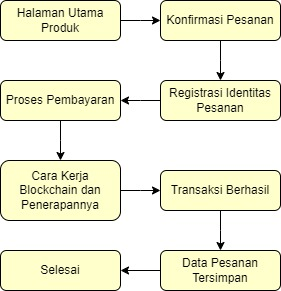 Halaman Utama
Produk
Konfirmasi Pesanan
Registrasi Identitas
Pesanan
Proses Pembayaran
Cara Kerja
Blockchain dan
Penerapannya
Transaksi Berhasil
Data Pesanan
Tersimpan
Selesai